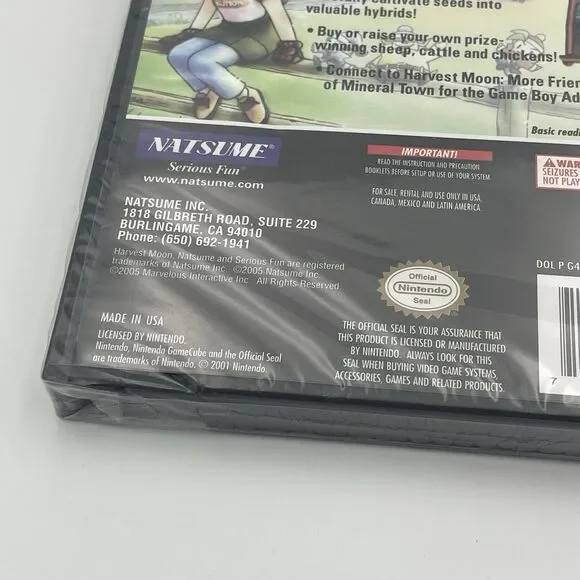 cultivate seeds into
valuable hybrids!
• Buy or raise your own prize-
winning sheep, cattle and chickens!
• Connect to Harvest Moon: More
of Mineral Town for the Game Boy
Basic
NATSUME®
Serious Fun™
www.natsume.com
IMPORTANT!
READ THE INSTRUCTION AND PRECAUTION
BOOKLETS BEFORE SETUP OR USE OF YOUR SYSTEM
FOR SALE, RENTAL AND USE ONLY IN USA,
CANADA, MEXICO AND LATIN AMERICA.
SEIZURES
NOT
NATSUME INC.
1818 GILBRETH ROAD, SUITE 229
BURLINGAME, CA 94010
Phone: (650) 692-1941
Harvest Moon, Natsume and Serious Fun are registered
trademarks of Natsume Inc. ©2005 Natsume Inc.
©2005 Marvelous Interactive Inc. All Rights Reserved.
DOL P G4
Official
Nintendo
Seal
MADE IN USA
LICENSED BY NINTENDO.
Nintendo, Nintendo GameCube and the Official Seal
are trademarks of Nintendo. © 2001 Nintendo.
THE OFFICIAL SEAL IS YOUR ASSURANCE THAT
THIS PRODUCT IS LICENSED OR MANUFACTURED
BY NINTENDO. ALWAYS LOOK FOR THIS
SEAL WHEN BUYING VIDEO GAME SYSTEMS,
ACCESSORIES, GAMES AND RELATED PRODUCTS.
7